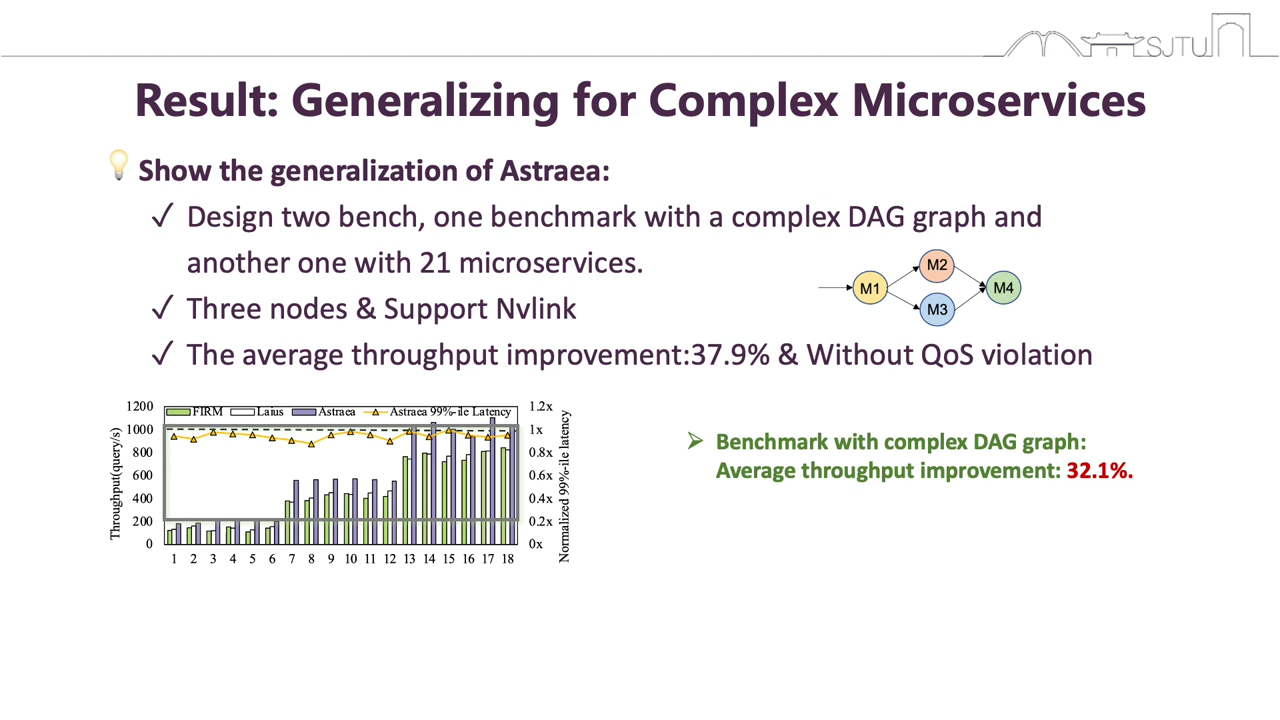 SJTU
Result: Generalizing for Complex Microservices
Show the generalization of Astraea:
✓ Design two bench, one benchmark with a complex DAG graph and
another one with 21 microservices.
✓ Three nodes & Support Nvlink
✓ The average throughput improvement:37.9% & Without QoS violation
M1
M2
M3
M4
FIRM Laius Astraea Astraea 99%-ile Latency
Throughput(query/s)
1200
1000
800
600
400
200
0
1 2 3 4 5 6 7 8 9 10 11 12 13 14 15 16 17 18
1.2x
1x
0.8x
0.6x
0.4x
0.2x
0x
Normalized 99%-ile latency
➢ Benchmark with complex DAG graph:
Average throughput improvement: 32.1%.